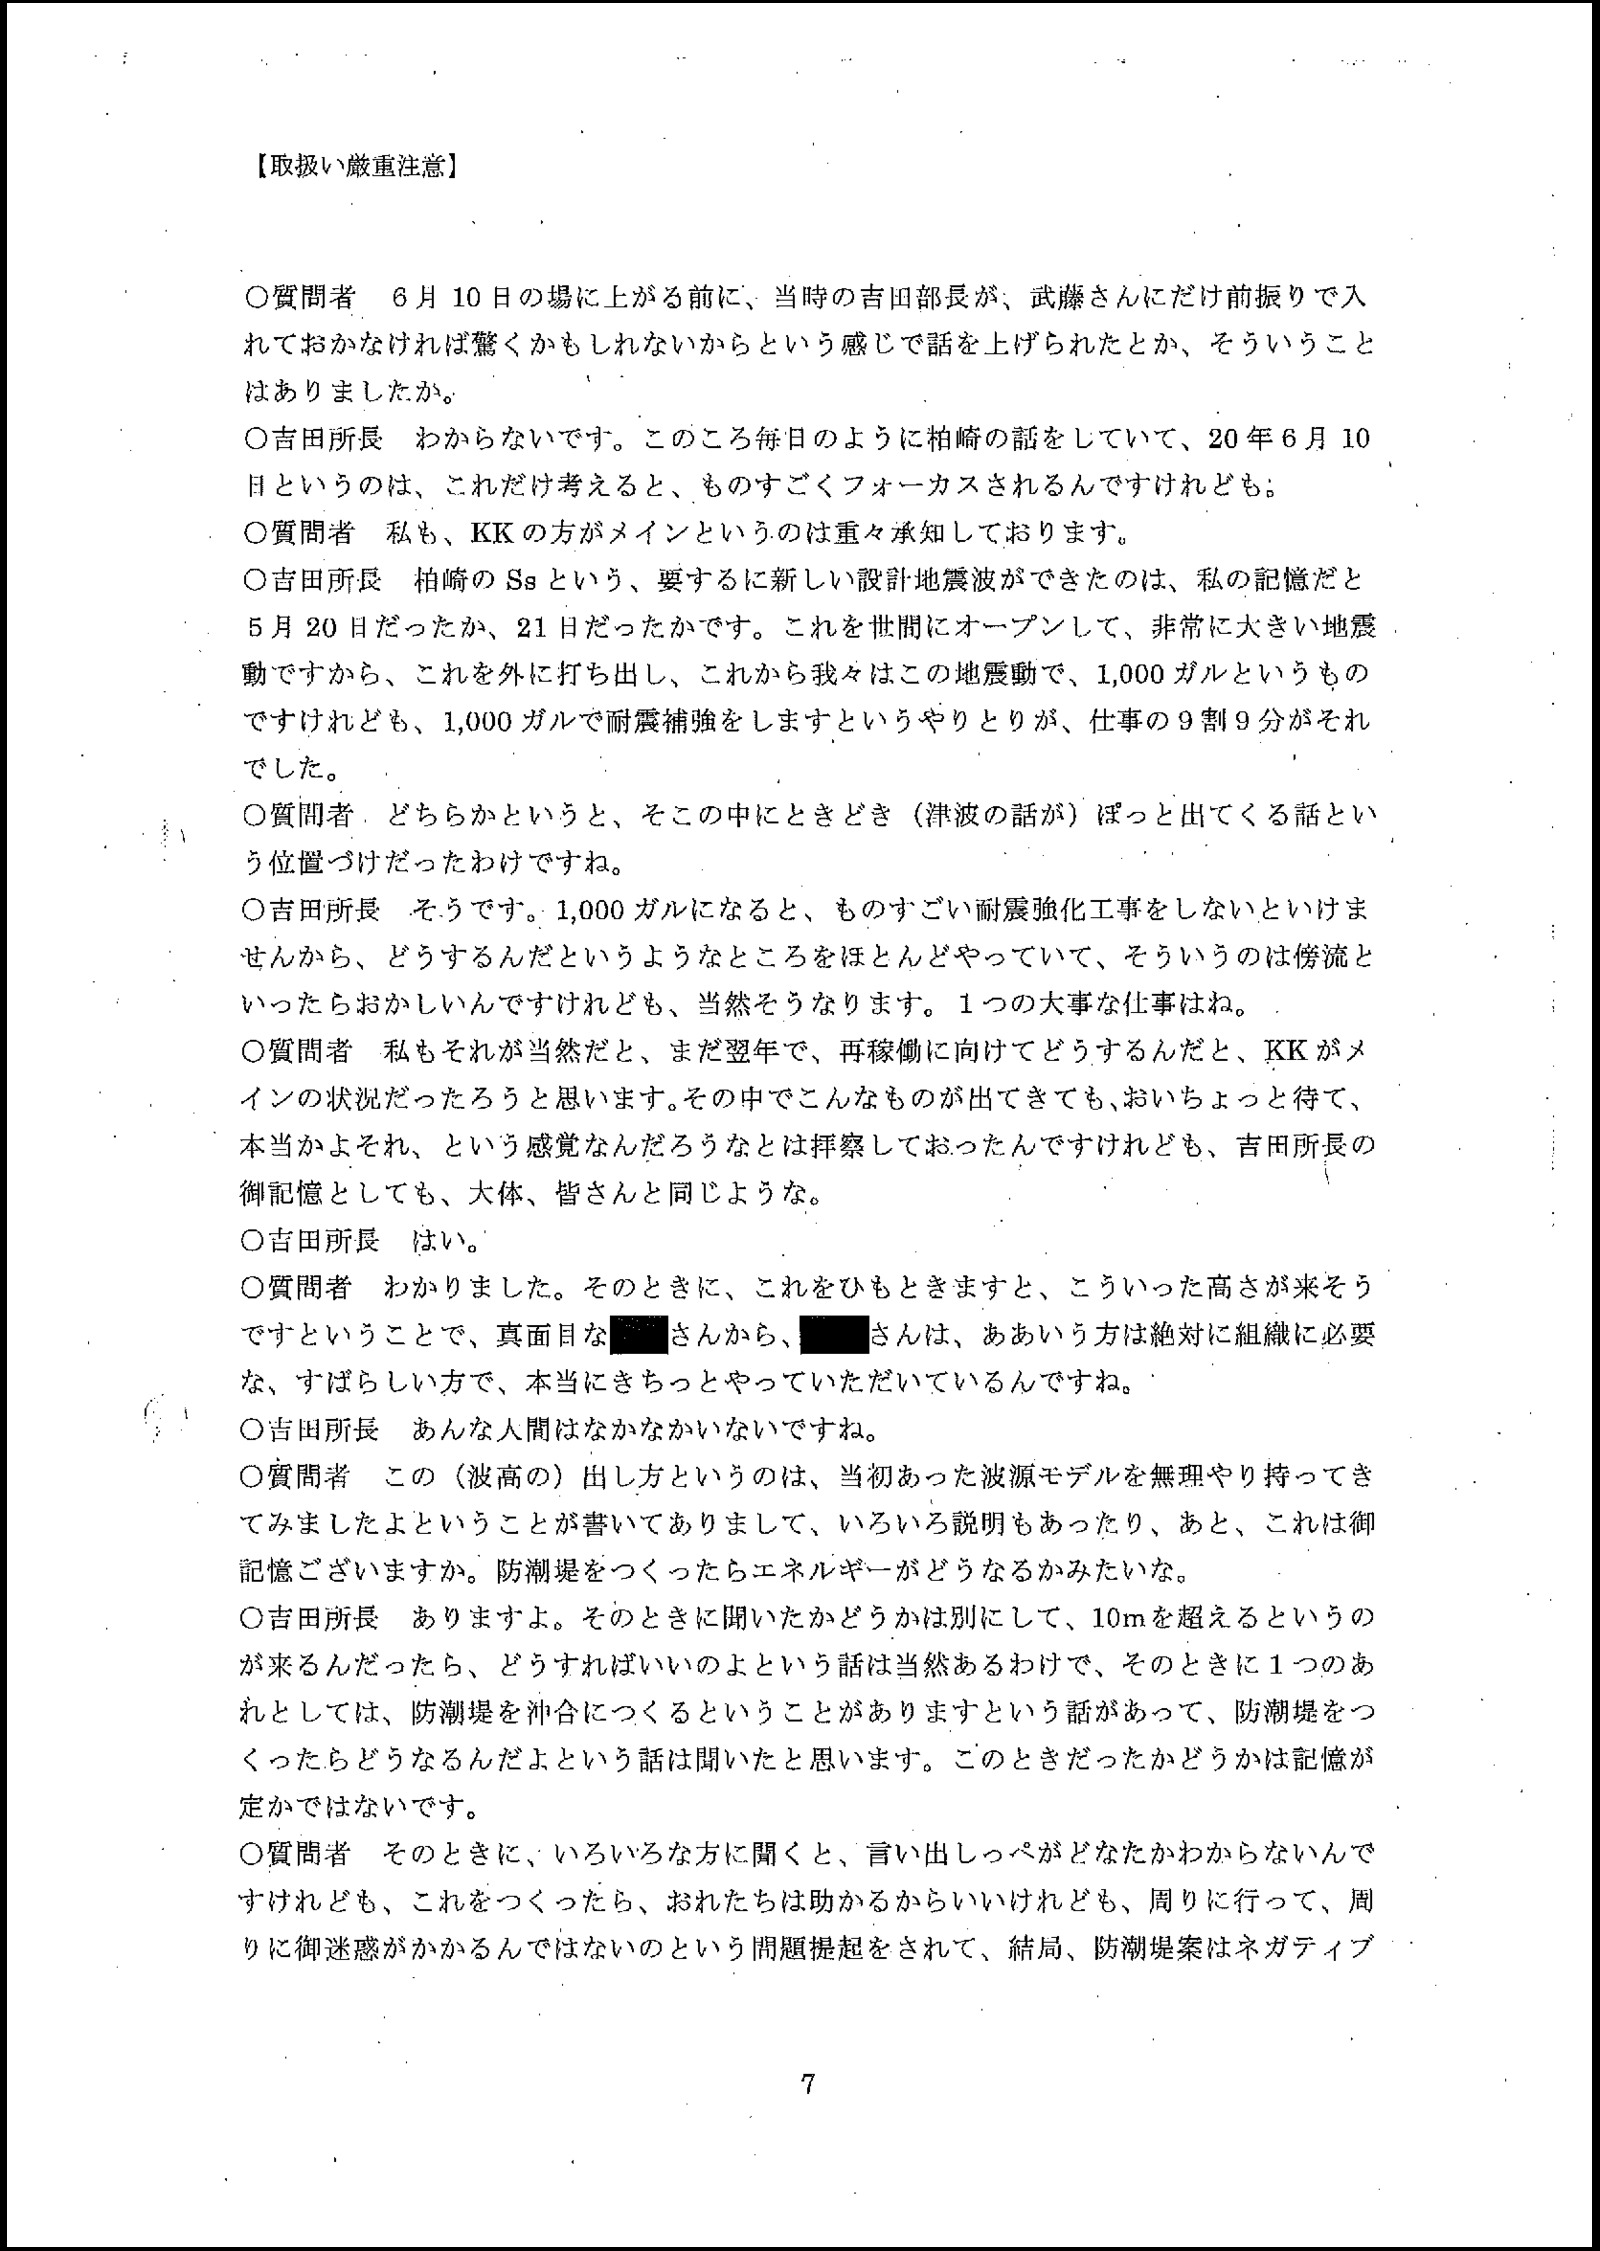 【取扱い厳重注意】
○質問者　６月 10 日の場に上がる前に、当時の吉田部長が、武藤さんにだけ前振りで入
れておかなければ驚くかもしれないからという感じで話を上げられたとか、そういうこと
はありましたか。
○吉田所長　わからないです。このころ毎日のように柏崎の話をしていて、20 年６月 10
日というのは、これだけ考えると、ものすごくフォーカスされるんですけれども。
○質問者　私も、KK の方がメインというのは重々承知しております。
○吉田所長　柏崎の Ss という、要するに新しい設計地震波ができたのは、私の記憶だと
５月 20 日だったか、21 日だったかです。これを世間にオープンして、非常に大きい地震
動ですから、これを外に打ち出し、これから我々はこの地震動で、1,000 ガルというもの
ですけれども、1,000 ガルで耐震補強をしますというやりとりが、仕事の９割９分がそれ
でした。
○質問者　どちらかというと、そこの中にときどき（津波の話が）ぽっと出てくる話とい
う位置づけだったわけですね。
○吉田所長　そうです。1,000 ガルになると、ものすごい耐震強化工事をしないといけま
せんから、どうするんだというようなところをほとんどやっていて、そういうのは傍流と
いったらおかしいんですけれども、当然そうなります。１つの大事な仕事はね。
○質問者　私もそれが当然だと、まだ翌年で、再稼働に向けてどうするんだと、KK がメ
インの状況だったろうと思います。その中でこんなものが出てきても、おいちょっと待て、
本当かよそれ、という感覚なんだろうなとは拝察しておったんですけれども、吉田所長の
御記憶としても、大体、皆さんと同じような。
○吉田所長　はい。
○質問者　わかりました。そのときに、これをひもときますと、こういった高さが来そう
ですということで、真面目な　　さんから、　　さんは、ああいう方は絶対に組織に必要
な、すばらしい方で、本当にきちっとやっていただいているんですね。
○吉田所長　あんな人間はなかなかいないですね。
○質問者　この（波高の）出し方というのは、当初あった波源モデルを無理やり持ってき
てみましたよということが書いてありまして、いろいろ説明もあったり、あと、これは御
記憶ございますか。防潮堤をつくったらエネルギーがどうなるかみたいな。
○吉田所長　ありますよ。そのときに聞いたかどうかは別にして、10mを超えるというの
が来るんだったら、どうすればいいのよという話は当然あるわけで、そのときに１つのあ
れとしては、防潮堤を沖合につくるということがありますという話があって、防潮堤をつ
くったらどうなるんだよという話は聞いたと思います。このときだったかどうかは記憶が
定かではないです。
○質問者　そのときに、いろいろな方に聞くと、言い出しっぺがどなたかわからないんで
すけれども、これをつくったら、おれたちは助かるからいいけれども、周りに行って、周
りに御迷惑がかかるんではないのという問題提起をされて、結局、防潮堤案はネガティブ
7